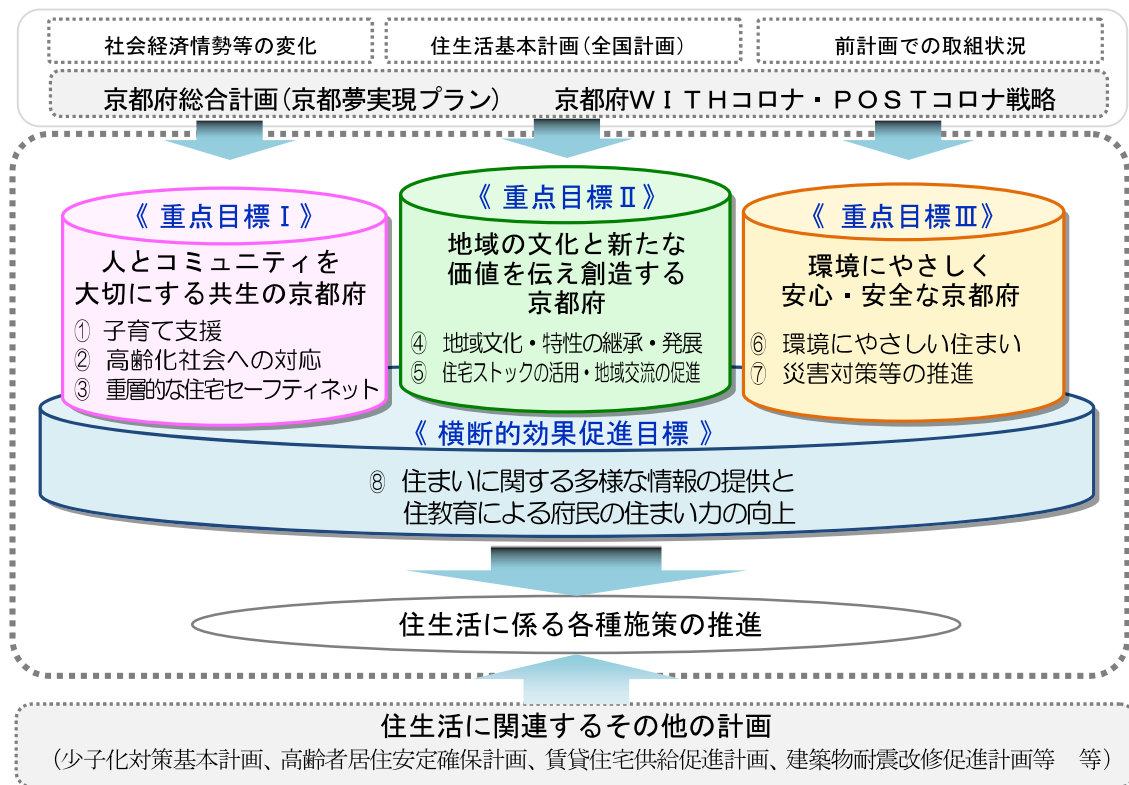 社会経済情勢等の変化
住生活基本計画(全国計画)
前計画での取組状況
京都府総合計画(京都夢実現プラン) 京都府WITHコロナ・POSTコロナ戦略
《 重点目標Ⅰ》
人とコミュニティを
大切にする共生の京都府
① 子育て支援
② 高齢化社会への対応
③ 重層的な住宅セーフティネット
《 重点目標Ⅱ》
地域の文化と新たな
価値を伝え創造する
京都府
④ 地域文化・特性の継承・発展
⑤ 住宅ストックの活用・地域交流の促進
《 重点目標Ⅲ》
環境にやさしく
安心・安全な京都府
⑥ 環境にやさしい住まい
⑦ 災害対策等の推進
《 横断的効果促進目標 》
⑧ 住まいに関する多様な情報の提供と
住教育による府民の住まい力の向上
住生活に係る各種施策の推進
住生活に関連するその他の計画
(少子化対策基本計画、高齢者居住安定確保計画、賃貸住宅供給促進計画、建築物耐震改修促進計画等 等)